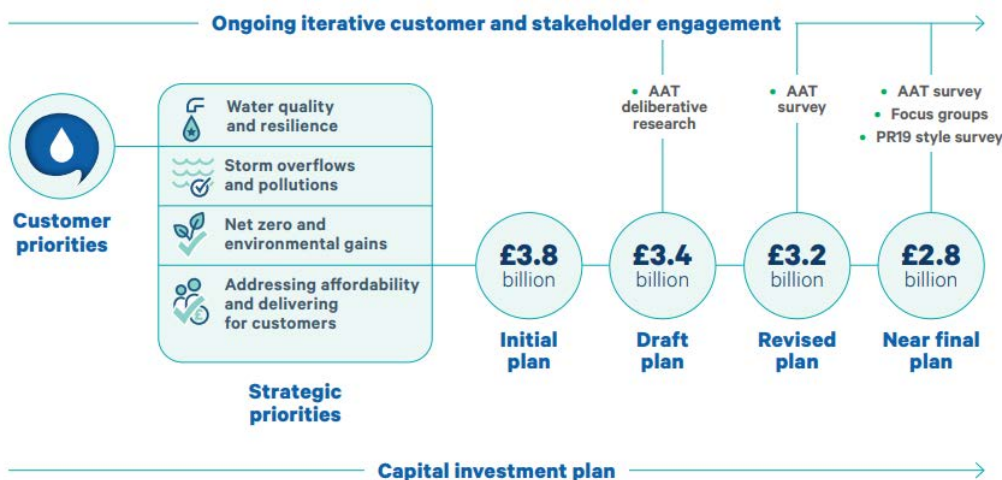 Ongoing iterative customer and stakeholder engagement
Customer
priorities
Water quality
and resilience
Storm overflows
and pollutions
Net zero and
environmental gains
Addressing affordability
and delivering
for customers
Strategic
priorities
£3.8
billion
Initial
plan
• AAT
deliberative
research
£3.4
billion
Draft
plan
• AAT
survey
£3.2
billion
Revised
plan
• AAT survey
• Focus groups
• PR19 style survey
£2.8
billion
Near final
plan
Capital investment plan